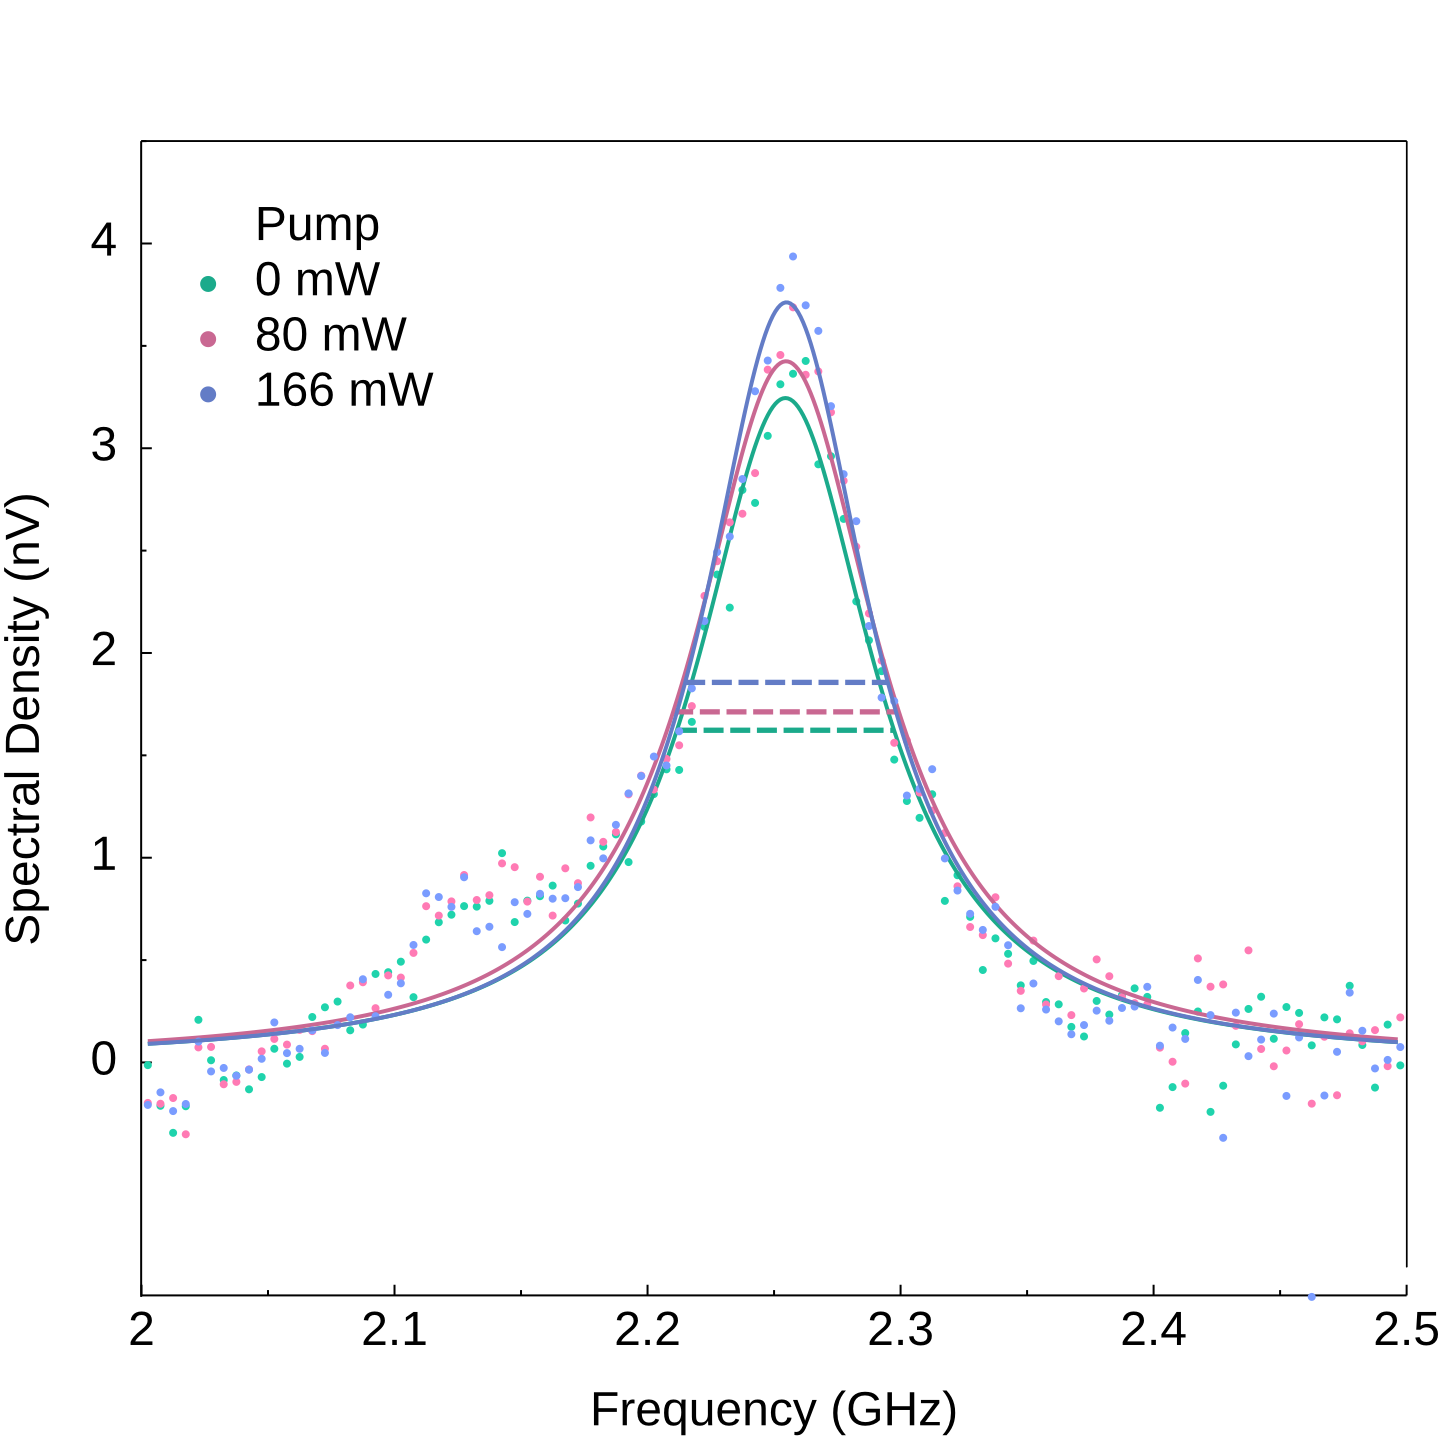 Pump
0 mW
80 mW
166 mW
4
3
2
1
0
Spectral Density (nV)
2 2.1 2.2 2.3 2.4 2.5
Frequency (GHz)